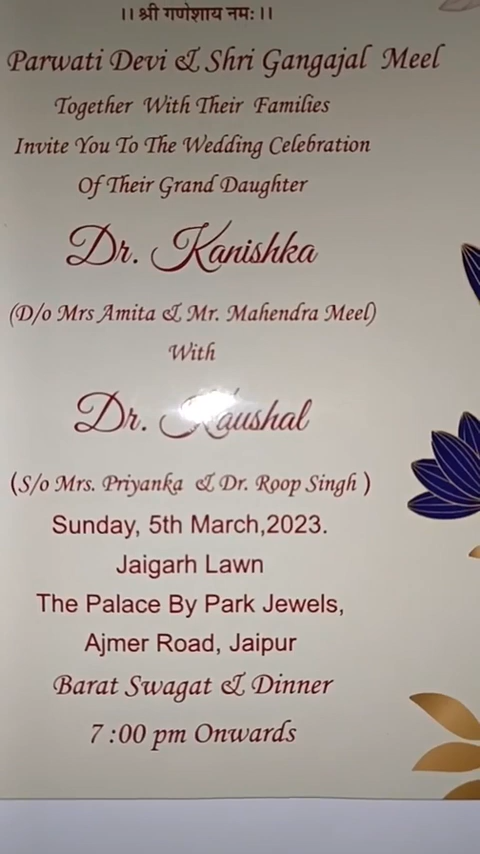 ।। श्री गणेशाय नमः ।।
Parwati Devi & Shri Gangajal Meel
Together With Their Families
Invite You To The Wedding Celebration
Of Their Grand Daughter
Dr. Kanishka
(D/o Mrs Amita & Mr. Mahendra Meel)
With
Dr. Kaushal
(S/o Mrs. Priyanka & Dr. Roop Singh )
Sunday, 5th March,2023.
Jaigarh Lawn
The Palace By Park Jewels,
Ajmer Road, Jaipur
Barat Swagat & Dinner
7 :00 pm Onwards